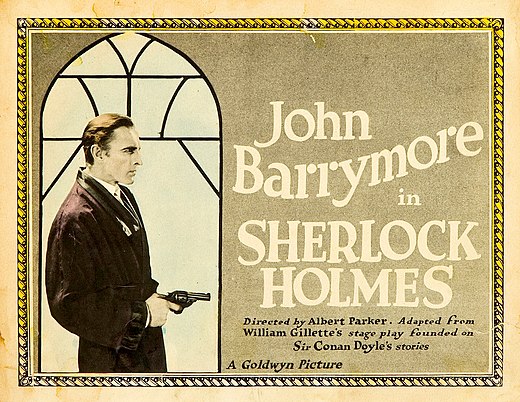 John
Barrymore
in
SHERLOCK
HOLMES
Directed by Albert Parker. Adapted from
William Gillette's stage play founded on
Sir Conan Doyle's stories
A Goldwyn Picture